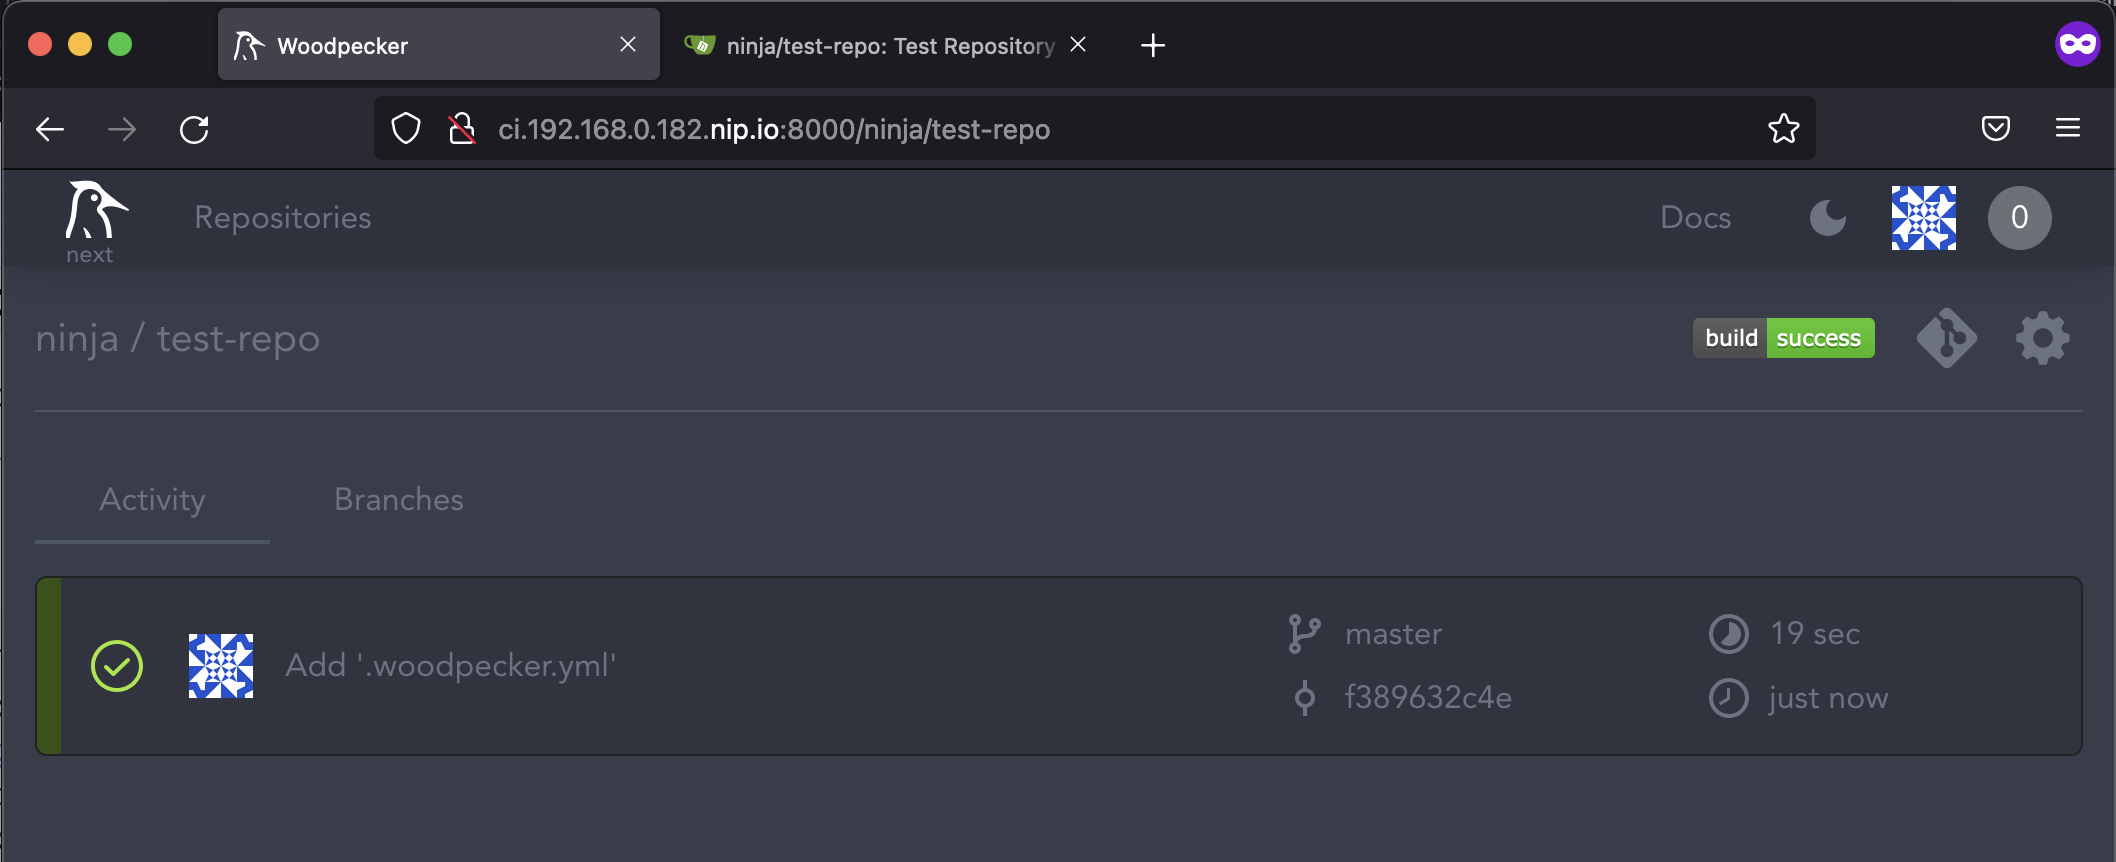 Woodpecker
ninja/test-repo: Test Repository
ci.192.168.0.182.nip.io:8000/ninja/test-repo
next
Repositories
Docs
0
ninja / test-repo
build success
Activity
Branches
Add '.woodpecker.yml'
master
19 sec
f389632c4e
just now